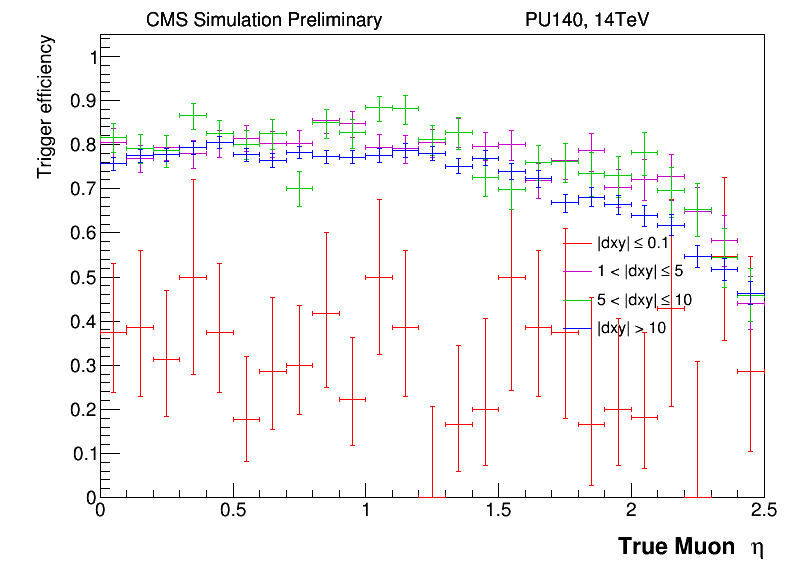 CMS Simulation Preliminary PU140, 14TeV
Trigger efficiency
1
0.9
0.8
0.7
0.6
0.5
0.4
0.3
0.2
0.1
0
|dxy| ≤ 0.1
1 < |dxy| ≤ 5
5 < |dxy| ≤ 10
|dxy| > 10
0 0.5 1 1.5 2 2.5
True Muon η